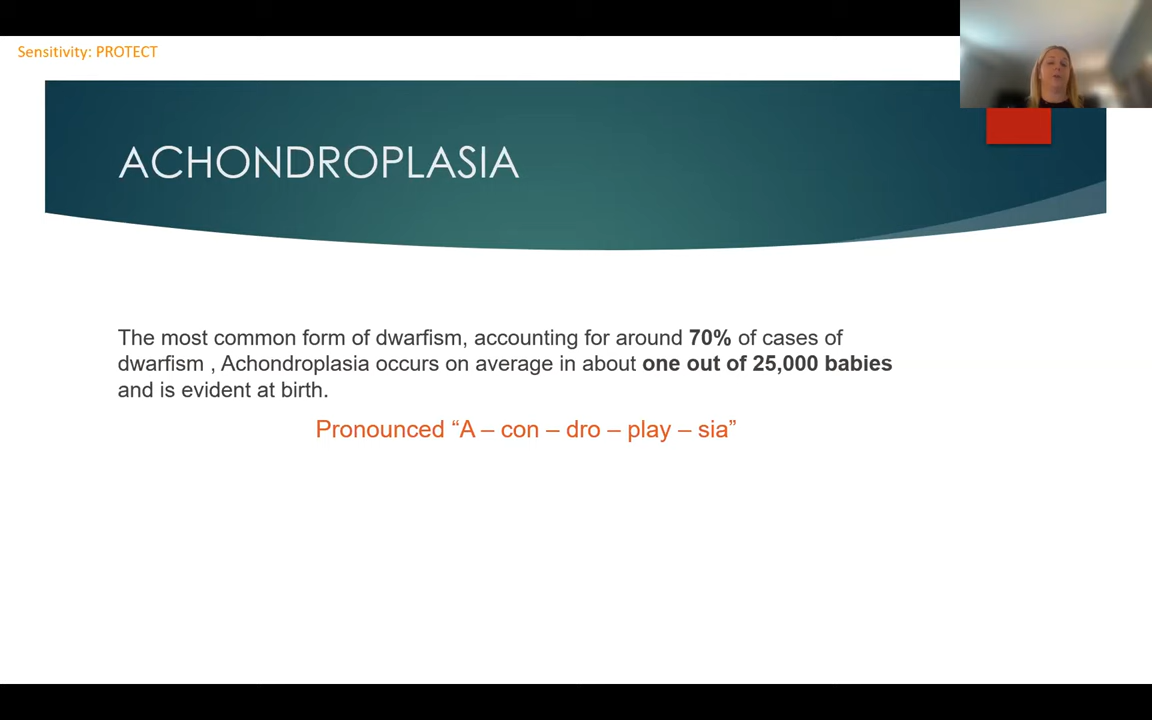 Sensitivity: PROTECT
ACHONDROPLASIA
The most common form of dwarfism, accounting for around 70% of cases of
dwarfism , Achondroplasia occurs on average in about one out of 25,000 babies
and is evident at birth.
Pronounced “A – con – dro – play – sia”